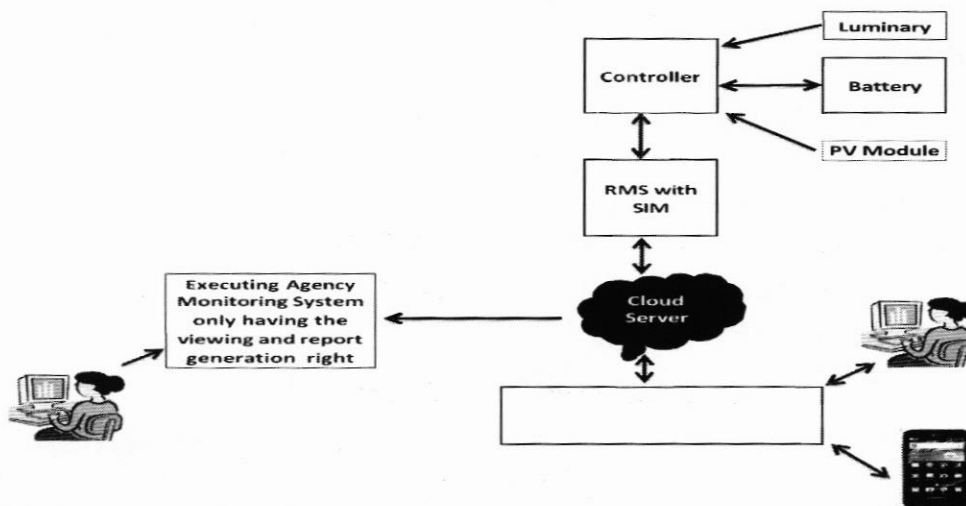 Luminary
Controller
Battery
PV Module
RMS with
SIM
Executing Agency
Monitoring System
only having the
viewing and report
generation right
Cloud
Server